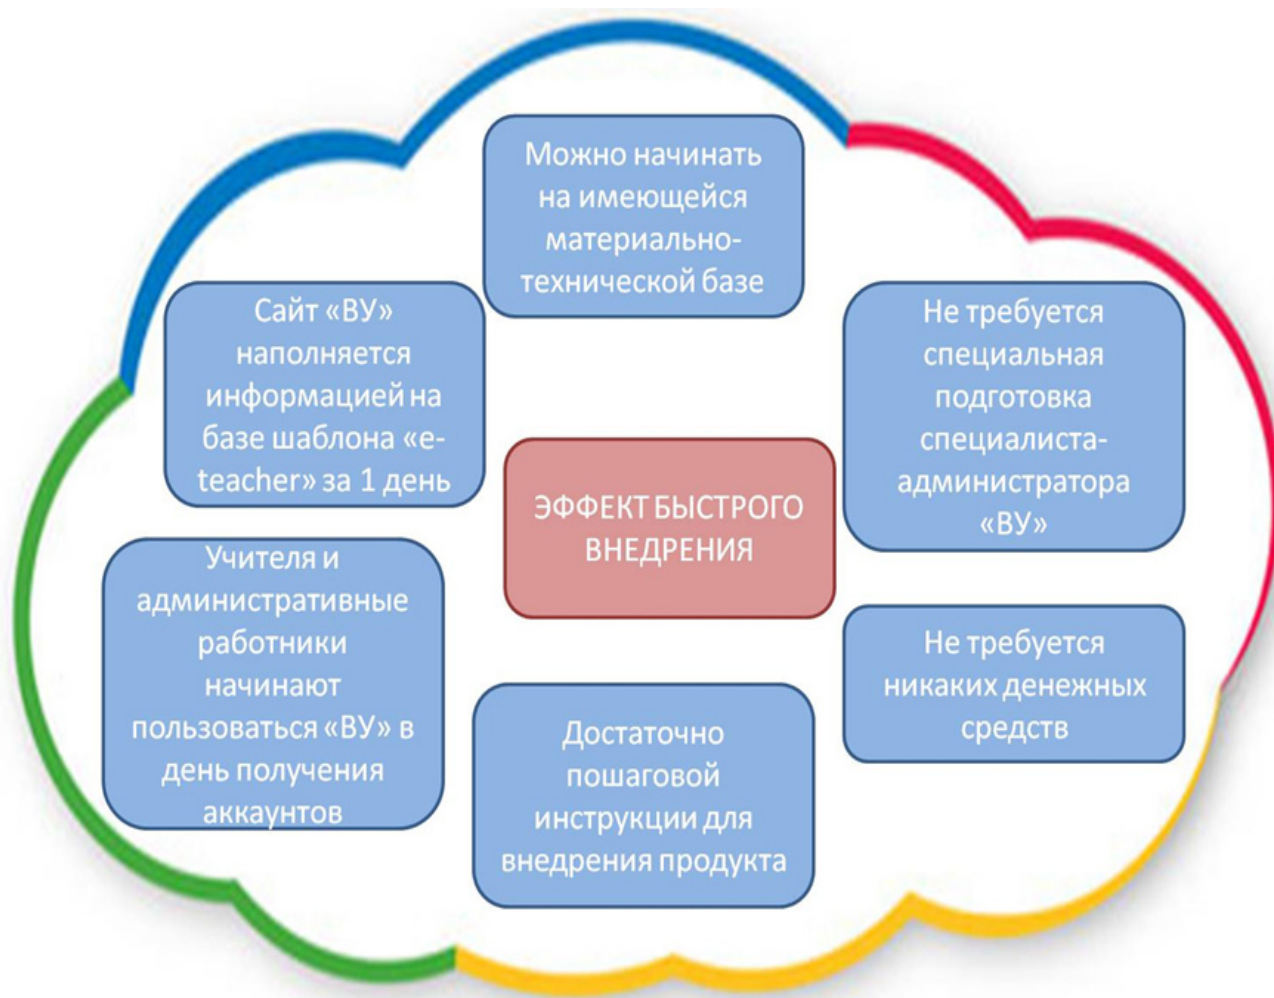 Можно начинать
на имеющейся
материально-
технической базе
Сайт «ВУ»
наполняется
информацией на
базе шаблона «e-
teacher» за 1 день
Не требуется
специальная
подготовка
специалиста-
администратора
«ВУ»
ЭФФЕКТ БЫСТРОГО
ВНЕДРЕНИЯ
Учителя и
административные
работники
начинают
пользоваться «ВУ» в
день получения
аккаунтов
Не требуется
никаких денежных
средств
Достаточно
пошаговой
инструкции для
внедрения продукта